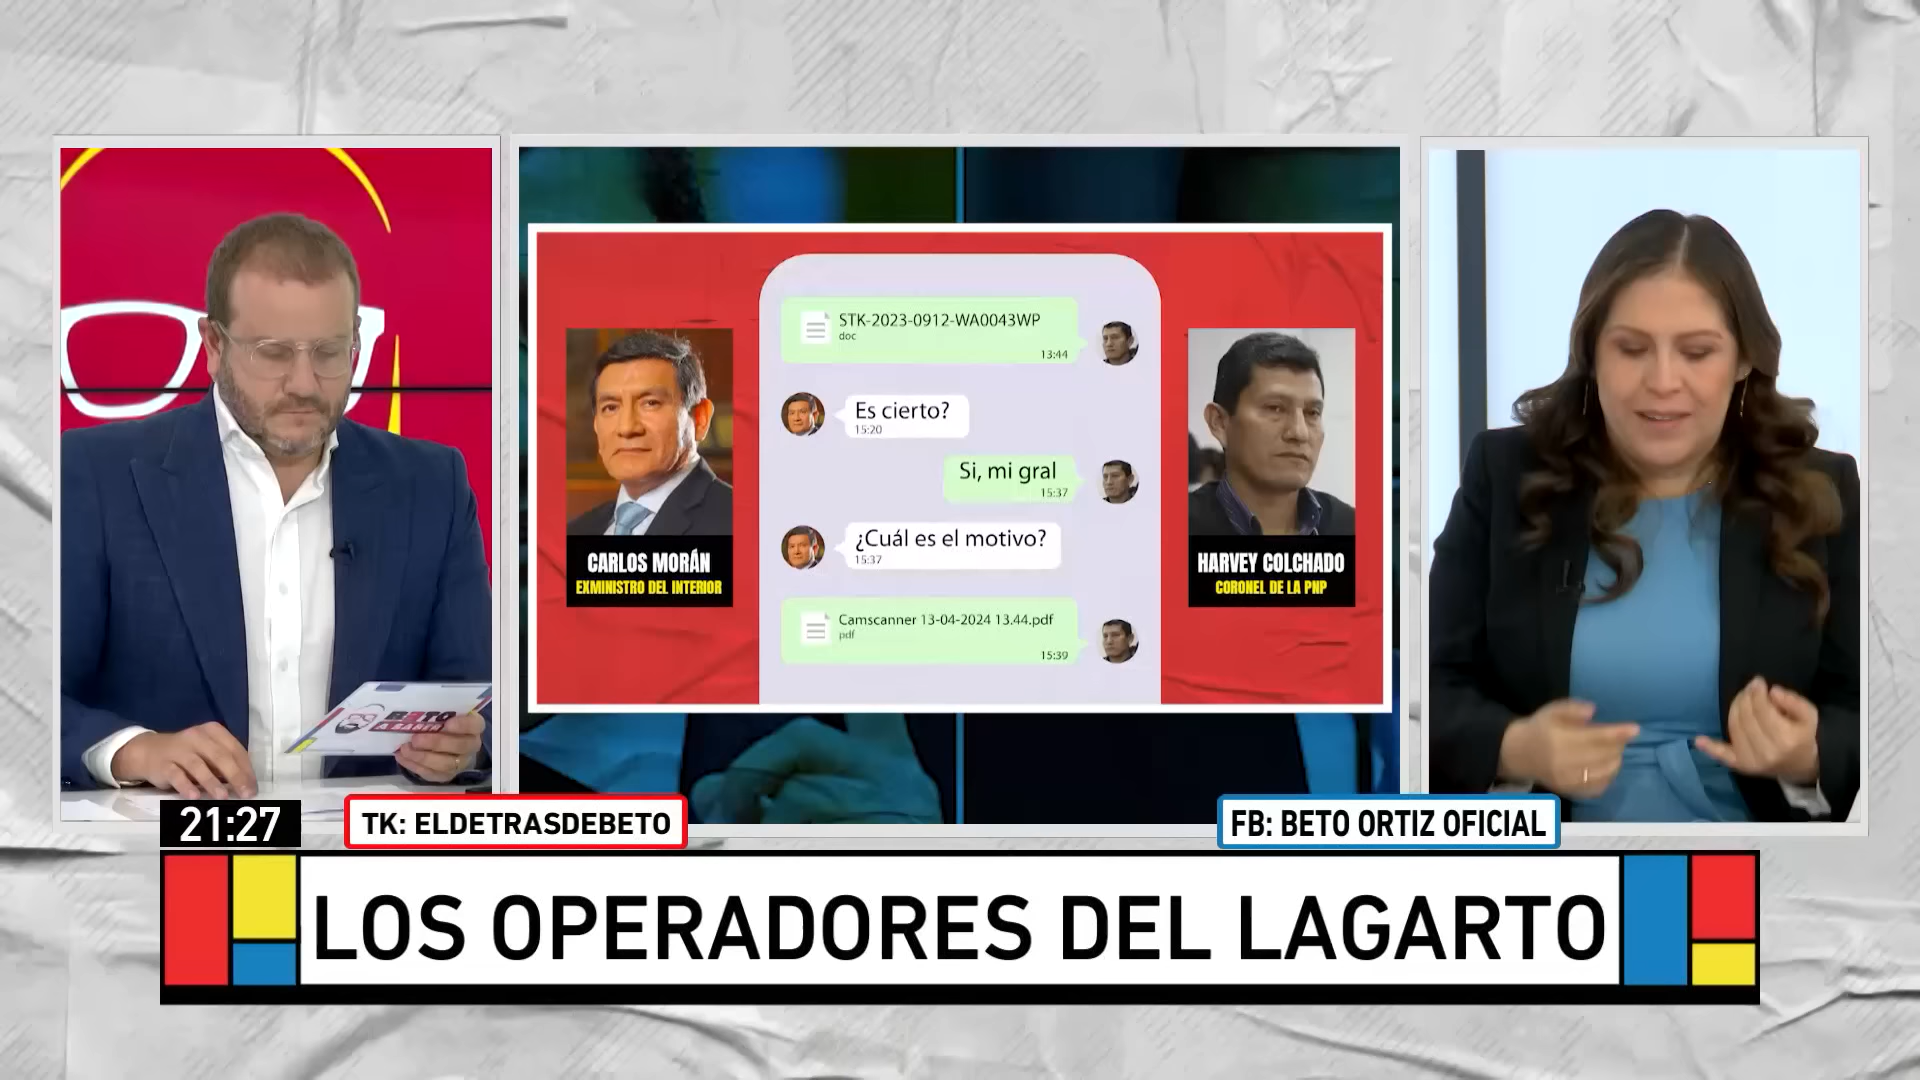 STK-2023-0912-WA0043WP
doc
13:44
Es cierto?
15:20
Si, mi gral
15:37
¿Cuál es el motivo?
15:37
Camscanner 13-04-2024 13.44.pdf
pdf
15:39
CARLOS MORÁN
EXMINISTRO DEL INTERIOR
HARVEY COLCHADO
CORONEL DE LA PNP
BETO
A SABER
21:27
TK: ELDETRASDEBETO
FB: BETO ORTIZ OFICIAL
LOS OPERADORES DEL LAGARTO